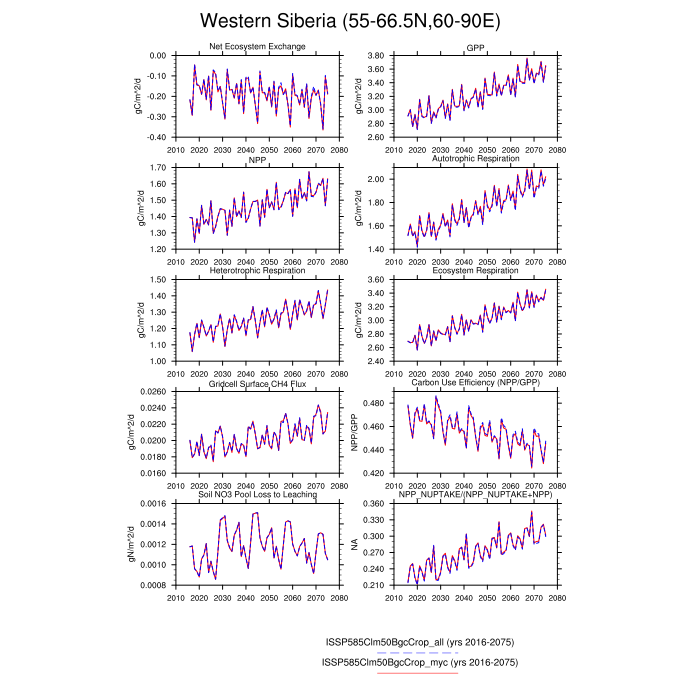 Western Siberia (55-66.5N,60-90E)
Net Ecosystem Exchange
GPP
gC/m^2/d
0.00
-0.10
-0.20
-0.30
-0.40
2010 2020 2030 2040 2050 2060 2070 2080
gC/m^2/d
3.80
3.60
3.40
3.20
3.00
2.80
2.60
2010 2020 2030 2040 2050 2060 2070 2080
NPP
Autotrophic Respiration
gC/m^2/d
1.70
1.60
1.50
1.40
1.30
1.20
2010 2020 2030 2040 2050 2060 2070 2080
gC/m^2/d
2.00
1.80
1.60
1.40
2010 2020 2030 2040 2050 2060 2070 2080
Heterotrophic Respiration
Ecosystem Respiration
gC/m^2/d
1.50
1.40
1.30
1.20
1.10
1.00
2010 2020 2030 2040 2050 2060 2070 2080
gC/m^2/d
3.60
3.40
3.20
3.00
2.80
2.60
2.40
2010 2020 2030 2040 2050 2060 2070 2080
Gridcell Surface CH4 Flux
Carbon Use Efficiency (NPP/GPP)
gC/m^2/d
0.0260
0.0240
0.0220
0.0200
0.0180
0.0160
2010 2020 2030 2040 2050 2060 2070 2080
NPP/GPP
0.480
0.460
0.440
0.420
2010 2020 2030 2040 2050 2060 2070 2080
Soil NO3 Pool Loss to Leaching
NPP_NUPTAKE/(NPP_NUPTAKE+NPP)
gN/m^2/d
0.0016
0.0014
0.0012
0.0010
0.0008
2010 2020 2030 2040 2050 2060 2070 2080
NA
0.360
0.330
0.300
0.270
0.240
0.210
2010 2020 2030 2040 2050 2060 2070 2080
ISSP585Clm50BgcCrop_all (yrs 2016-2075)
ISSP585Clm50BgcCrop_myc (yrs 2016-2075)